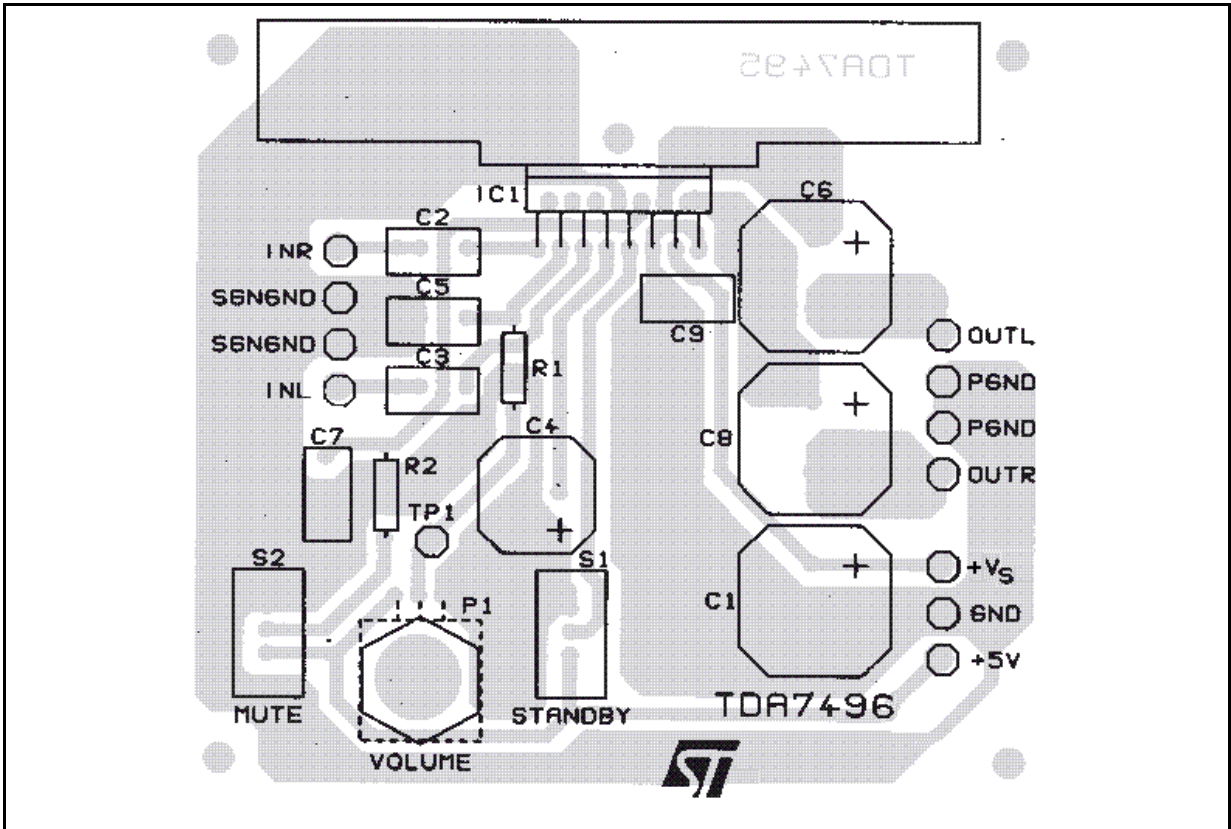 TDA7495
IC1
C6
C2
INR
C5
SGNGND
C9
OUTL
SGNGND
C3
R1
PGND
INL
C4
PGND
C7
C8
R2
OUTR
TP1
S2
S1
+VS
P1
C1
GND
+5V
MUTE
STANDBY
TDA7496
VOLUME
ST